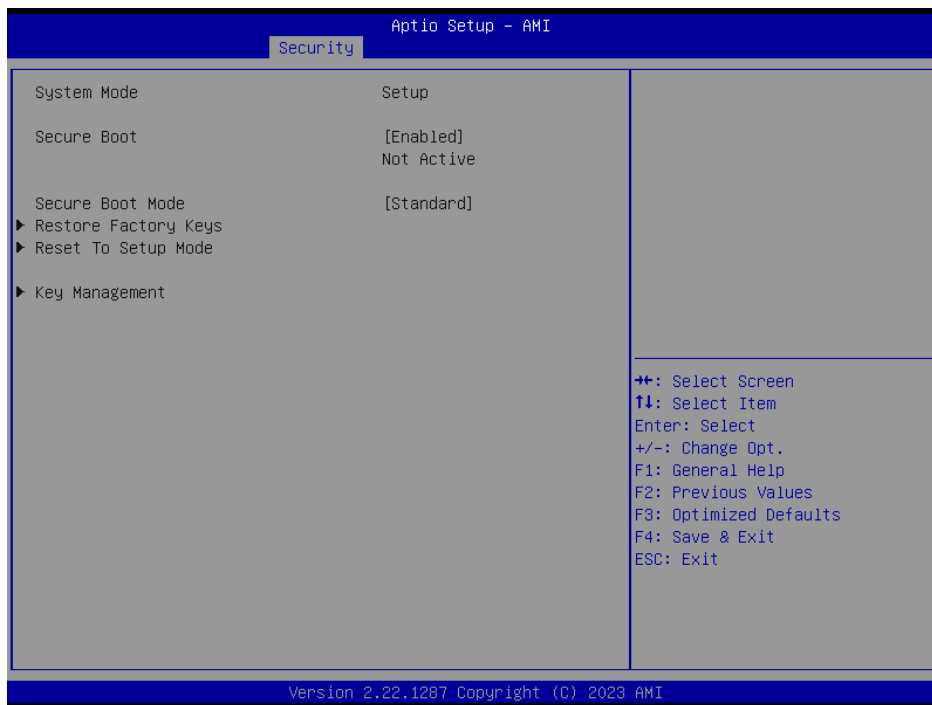 Aptio Setup – AMI
Security
System Mode Setup
Secure Boot [Enabled]
Not Active
Secure Boot Mode [Standard]
▶ Restore Factory Keys
▶ Reset To Setup Mode
▶ Key Management
→←: Select Screen
↑↓: Select Item
Enter: Select
+/-: Change Opt.
F1: General Help
F2: Previous Values
F3: Optimized Defaults
F4: Save & Exit
ESC: Exit
Version 2.22.1287 Copyright (C) 2023 AMI